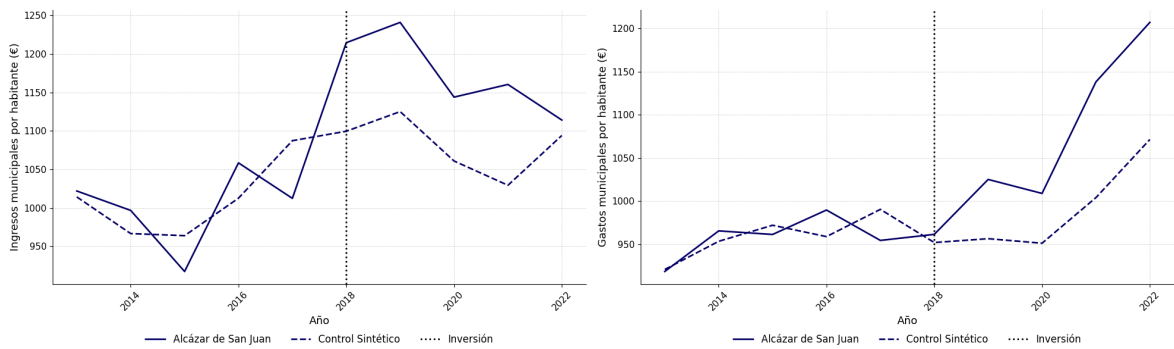 Ingresos municipales por habitante (€)
1250
1200
1150
1100
1050
1000
950
2014
2016
2018
2020
2022
Año
Alcázar de San Juan
Control Sintético
Inversión
Gastos municipales por habitante (€)
1200
1150
1100
1050
1000
950
2014
2016
2018
2020
2022
Año
Alcázar de San Juan
Control Sintético
Inversión